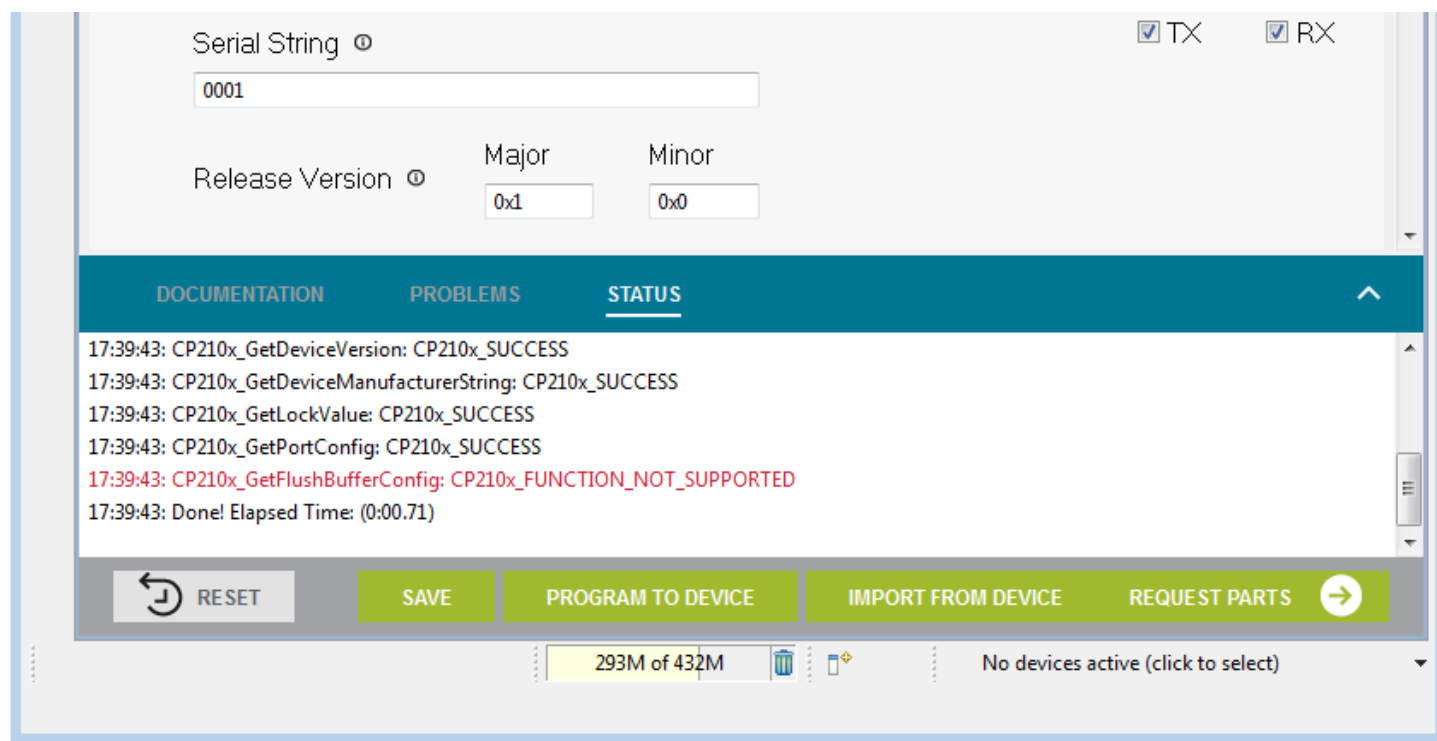 Serial String
TX
RX
0001
Major Minor
Release Version
0x1 0x0
DOCUMENTATION PROBLEMS STATUS
17:39:43: CP210x_GetDeviceVersion: CP210x_SUCCESS
17:39:43: CP210x_GetDeviceManufacturerString: CP210x_SUCCESS
17:39:43: CP210x_GetLockValue: CP210x_SUCCESS
17:39:43: CP210x_GetPortConfig: CP210x_SUCCESS
17:39:43: CP210x_GetFlushBufferConfig: CP210x_FUNCTION_NOT_SUPPORTED
17:39:43: Done! Elapsed Time: (0:00.71)
RESET SAVE PROGRAM TO DEVICE IMPORT FROM DEVICE REQUEST PARTS
293M of 432M No devices active (click to select)